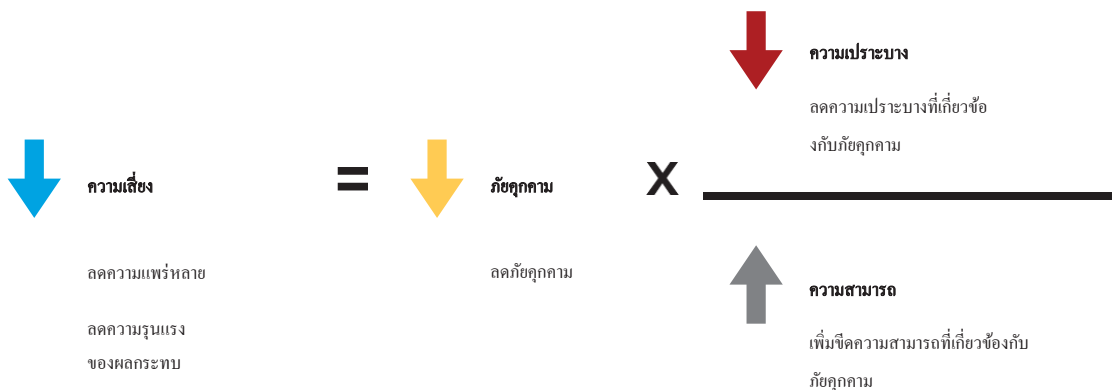 ความเสี่ยง
ลดความแพร่หลาย
ลดความรุนแรง
ของผลกระทบ
=
ภัยคุกคาม
ลดภัยคุกคาม
X
ความเปราะบาง
ลดความเปราะบางที่เกี่ยวข้อ
งกับภัยคุกคาม
ความสามารถ
เพิ่มขีดความสามารถที่เกี่ยวข้องกับ
ภัยคุกคาม